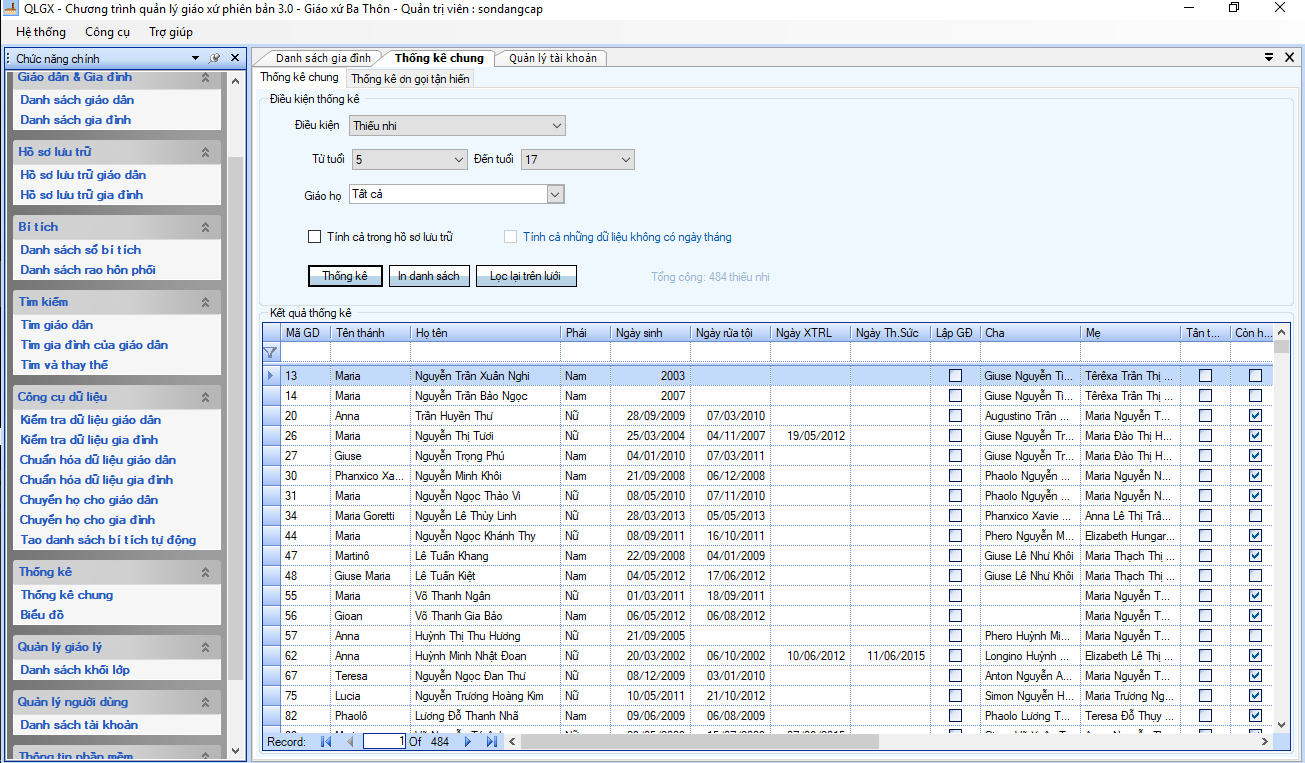 QLGX - Chương trình quản lý giáo xứ phiên bản 3.0 - Giáo xứ Ba Thôn - Quản trị viên : sondangcap
Hệ thống Công cụ Trợ giúp
Chức năng chính
Giáo dân & Gia đình
Danh sách giáo dân
Danh sách gia đình
Hồ sơ lưu trữ
Hồ sơ lưu trữ giáo dân
Hồ sơ lưu trữ gia đình
Bí tích
Danh sách sổ bí tích
Danh sách rao hôn phối
Tìm kiếm
Tìm giáo dân
Tìm gia đình của giáo dân
Tìm và thay thế
Công cụ dữ liệu
Kiểm tra dữ liệu giáo dân
Kiểm tra dữ liệu gia đình
Chuẩn hóa dữ liệu giáo dân
Chuẩn hóa dữ liệu gia đình
Chuyển họ cho giáo dân
Chuyển họ cho gia đình
Tạo danh sách bí tích tự động
Thống kê
Thống kê chung
Biểu đồ
Quản lý giáo lý
Danh sách khối lớp
Quản lý người dùng
Danh sách tài khoản
Thông tin phần mềm
Danh sách gia đình Thống kê chung Quản lý tài khoản
Thống kê chung Thống kê ơn gọi tận hiến
Điều kiện thống kê
Điều kiện Thiếu nhi
Từ tuổi 5 Đến tuổi 17
Giáo họ Tất cả
Tính cả trong hồ sơ lưu trữ Tính cả những dữ liệu không có ngày tháng
Thống kê In danh sách Lọc lại trên lưới Tổng cộng: 484 thiếu nhi
Kết quả thống kê
Mã GD Tên thánh Họ tên Phái Ngày sinh Ngày rửa tội Ngày XTRL Ngày Th.Sức Lập GĐ Cha Mẹ Tân t... Còn h...
13 Maria Nguyễn Trần Xuân Nghi Nam 2003 Giuse Nguyễn Ti... Têrêxa Trần Thị ...
14 Maria Nguyễn Trần Bảo Ngọc Nam 2007 Giuse Nguyễn Ti... Têrêxa Trần Thị ...
20 Anna Trần Huyền Thư Nữ 28/09/2009 07/03/2010 Augustino Trần ... Maria Nguyễn T...
26 Maria Nguyễn Thị Tươi Nữ 25/03/2004 04/11/2007 19/05/2012 Giuse Nguyễn Tr... Maria Đào Thị H...
27 Giuse Nguyễn Trọng Phú Nam 04/01/2010 07/03/2011 Giuse Nguyễn Tr... Maria Đào Thị H...
30 Phanxico Xa... Nguyễn Minh Khôi Nam 21/09/2008 06/12/2008 Phaolo Nguyễn ... Maria Nguyễn N...
31 Maria Nguyễn Ngọc Thảo Vi Nữ 08/05/2010 07/11/2010 Phaolo Nguyễn ... Maria Nguyễn N...
34 Maria Goretti Nguyễn Lê Thùy Linh Nữ 28/03/2013 05/05/2013 Phanxico Xavie ... Anna Lê Thị Trâ...
44 Maria Nguyễn Ngọc Khánh Thy Nữ 08/09/2011 16/10/2011 Phero Nguyễn M... Elizabeth Hungar...
47 Martinô Lê Tuấn Khang Nam 22/09/2008 04/01/2009 Giuse Lê Như Khôi Maria Thạch Thị ...
48 Giuse Maria Lê Tuấn Kiệt Nam 04/05/2012 17/06/2012 Giuse Lê Như Khôi Maria Thạch Thị ...
55 Maria Võ Thanh Ngân Nữ 01/03/2011 18/09/2011 Maria Nguyễn T...
56 Gioan Võ Thanh Gia Bảo Nam 06/05/2012 06/08/2012 Maria Nguyễn T...
57 Anna Huỳnh Thị Thu Hương Nữ 21/09/2005 Phero Huỳnh Mi... Maria Nguyễn T...
62 Anna Huỳnh Minh Nhật Đoan Nữ 20/03/2002 06/10/2002 10/06/2012 11/06/2015 Longino Huỳnh ... Elizabeth Lê Thị ...
67 Teresa Nguyễn Ngọc Đan Thư Nữ 08/12/2009 03/01/2010 Anton Nguyễn A... Maria Nguyễn T...
75 Lucia Nguyễn Trương Hoàng Kim Nữ 10/05/2011 21/10/2012 Simon Nguyễn H... Maria Trương Ng...
82 Phaolô Lương Đỗ Thanh Nhã Nam 09/06/2009 06/08/2009 Phaolo Lương T... Teresa Đỗ Thụy ...
Record: 1 Of 484